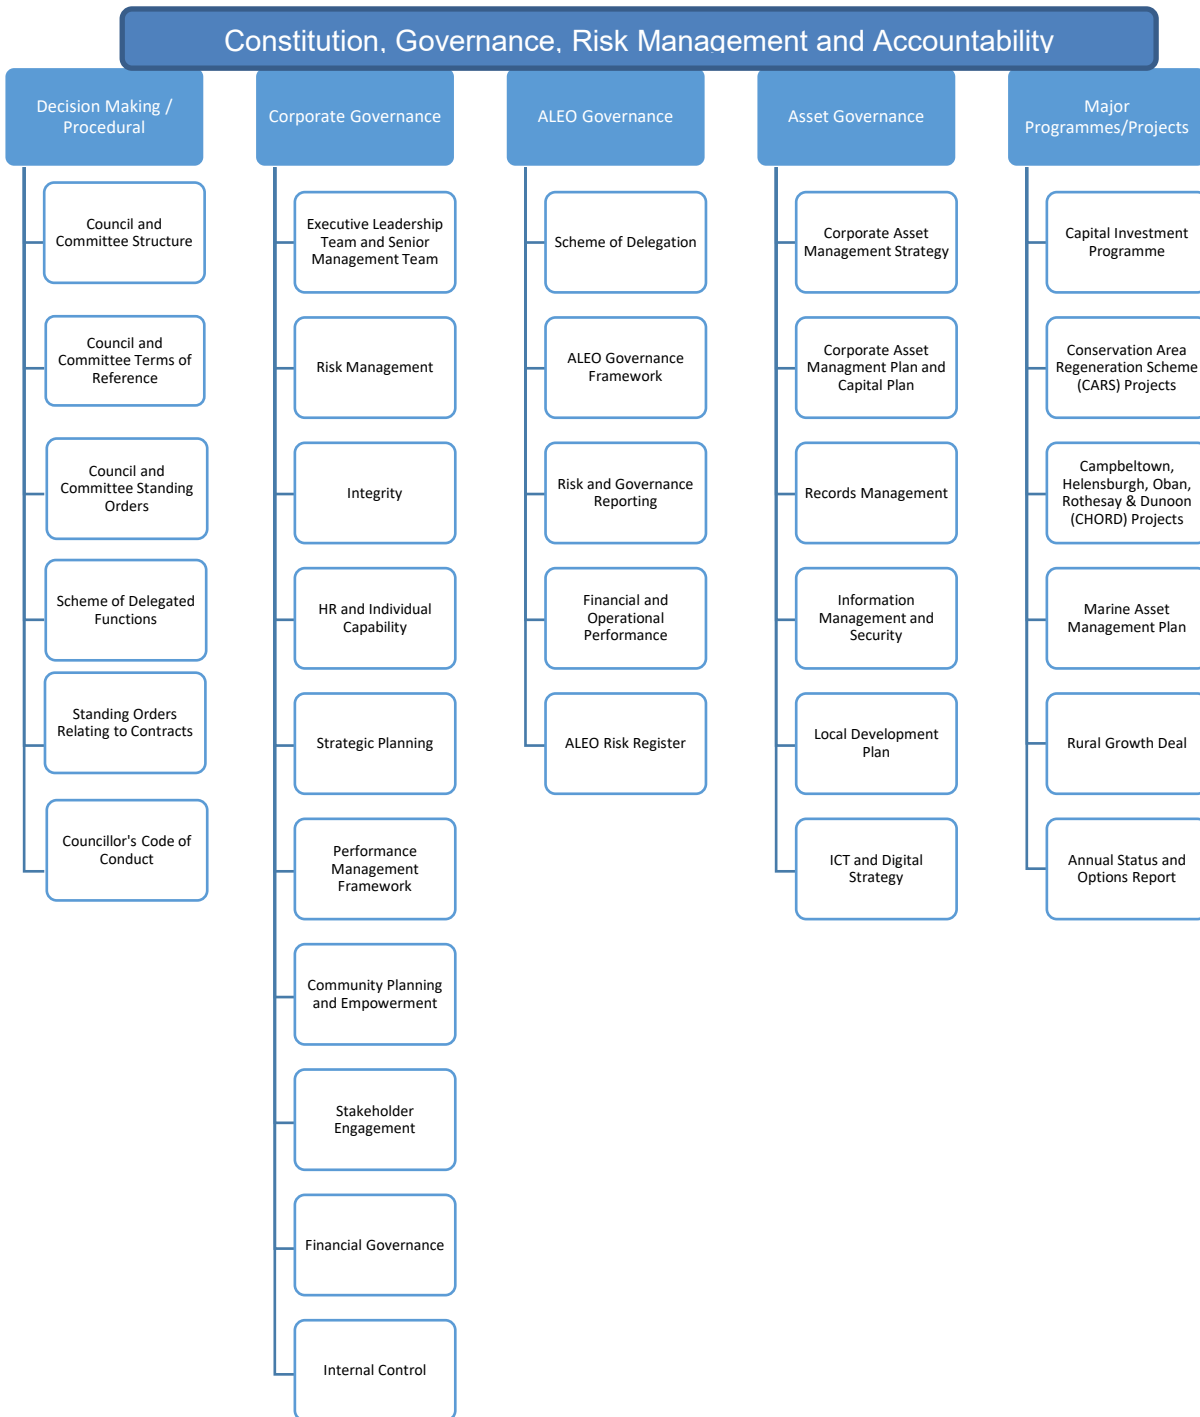 Constitution, Governance, Risk Management and Accountability
Decision Making /
Procedural
Council and
Committee Structure
Council and
Committee Terms of
Reference
Council and
Committee Standing
Orders
Scheme of Delegated
Functions
Standing Orders
Relating to Contracts
Councillor's Code of
Conduct
Corporate Governance
Executive Leadership
Team and Senior
Management Team
Risk Management
Integrity
HR and Individual
Capability
Strategic Planning
Performance
Management
Framework
Community Planning
and Empowerment
Stakeholder
Engagement
Financial Governance
Internal Control
ALEO Governance
Scheme of Delegation
ALEO Governance
Framework
Risk and Governance
Reporting
Financial and
Operational
Performance
ALEO Risk Register
Asset Governance
Corporate Asset
Management Strategy
Corporate Asset
Managment Plan and
Capital Plan
Records Management
Information
Management and
Security
Local Development
Plan
ICT and Digital
Strategy
Major
Programmes/Projects
Capital Investment
Programme
Conservation Area
Regeneration Scheme
(CARS) Projects
Campbeltown,
Helensburgh, Oban,
Rothesay & Dunoon
(CHORD) Projects
Marine Asset
Management Plan
Rural Growth Deal
Annual Status and
Options Report